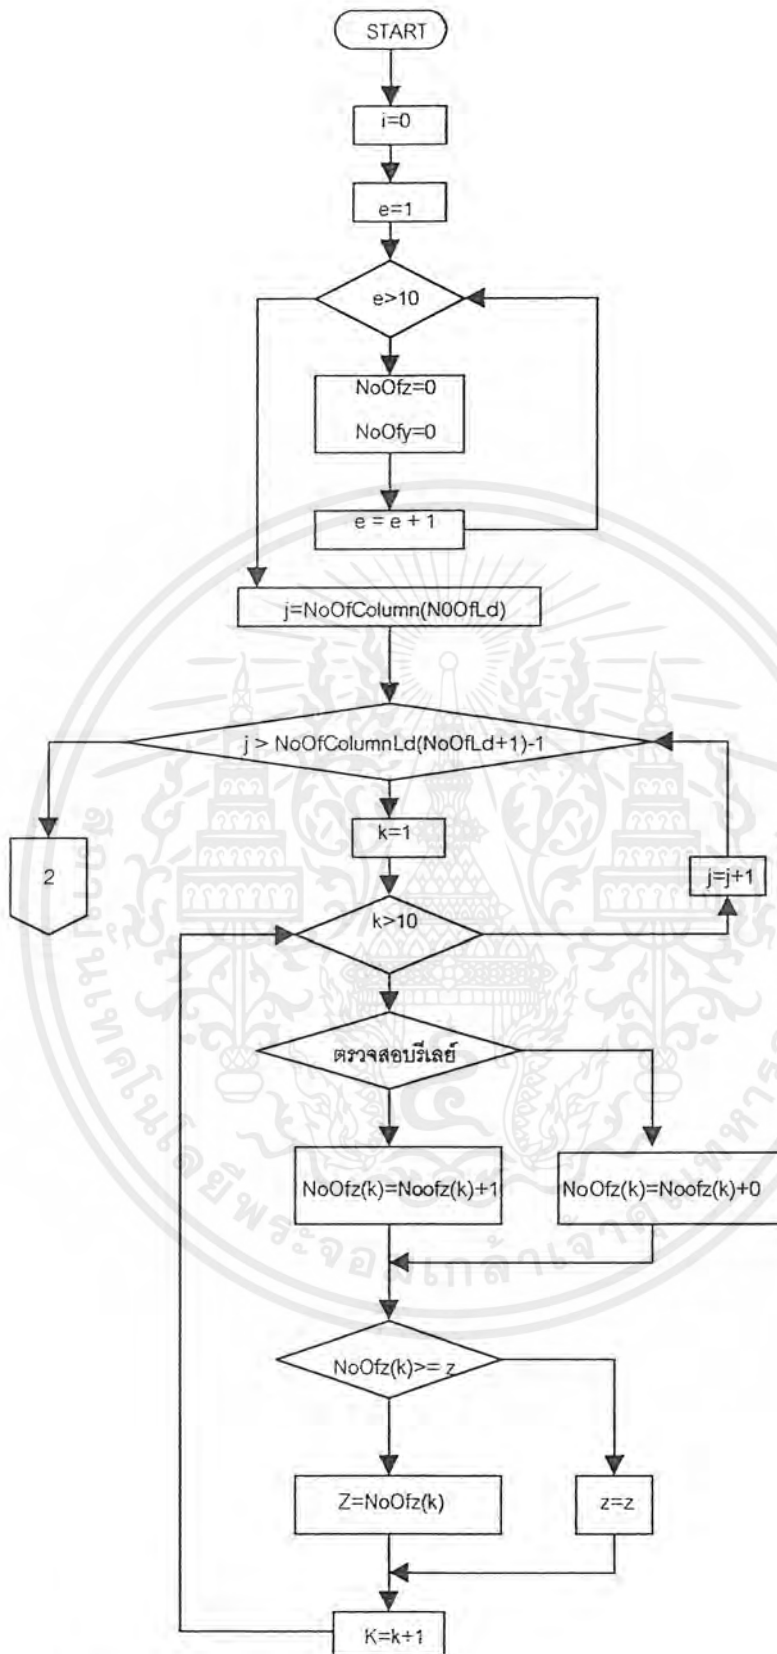 START
i=0
e=1
e>10
NoOfz=0
NoOfy=0
e = e + 1
j=NoOfColumn(N0OfLd)
j > NoOfColumnLd(NoOfLd+1)-1
k=1
2
j=j+1
k>10
ตรวจสอบรีเลย์
NoOfz(k)=Noofz(k)+1
NoOfz(k)=Noofz(k)+0
NoOfz(k)>= z
Z=NoOfz(k)
z=z
K=k+1